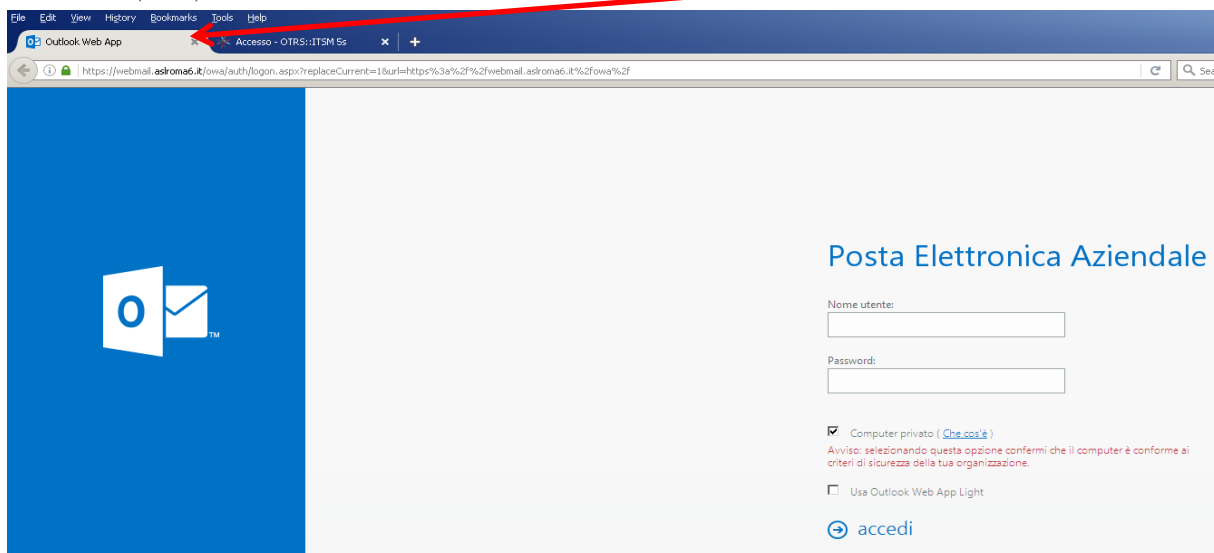 File Edit View History Bookmarks Tools Help
Outlook Web App × Accesso - OTRS::ITSM 5s × +
https://webmail.aslroma6.it/owa/auth/logon.aspx?replaceCurrent=1&url=https%3a%2f%2fwebmail.aslroma6.it%2fowa%2f
Posta Elettronica Aziendale
Nome utente:
Password:
Computer privato ( Che cos'è )
Avviso: selezionando questa opzione confermi che il computer è conforme ai
criteri di sicurezza della tua organizzazione.
Usa Outlook Web App Light
accedi
O
TM